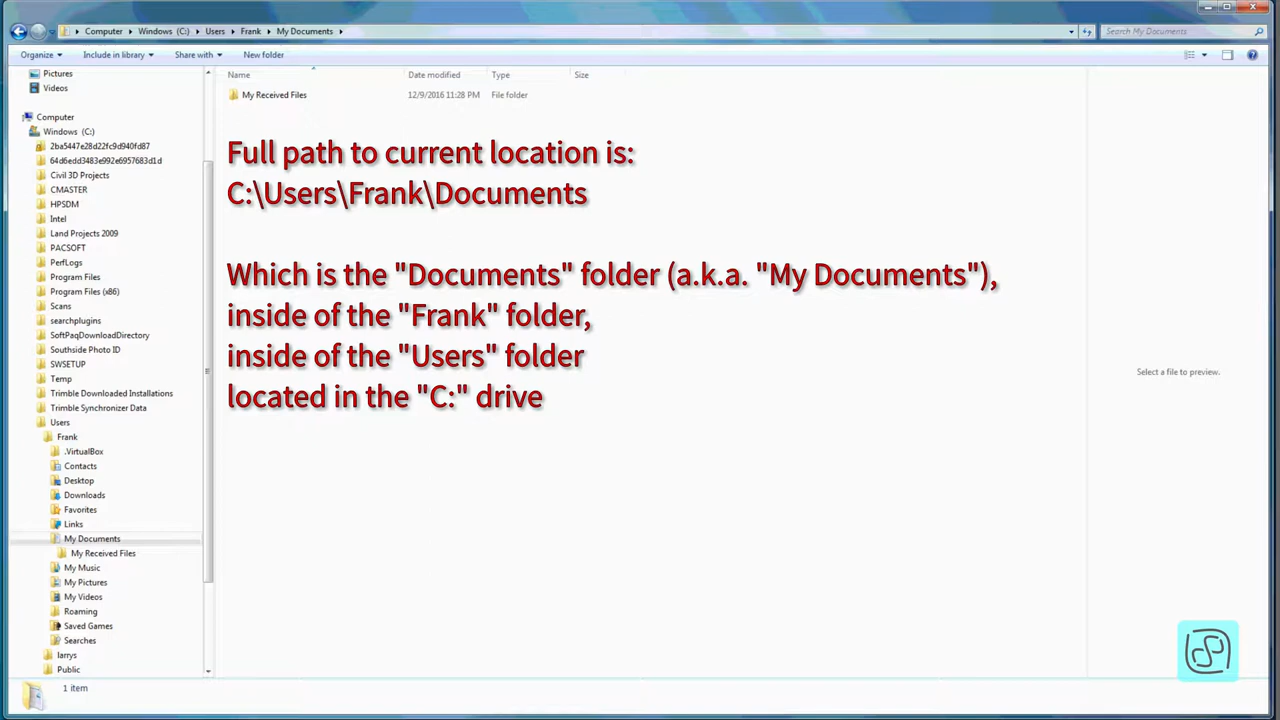 Computer ▸ Windows (C:) ▸ Users ▸ Frank ▸ My Documents ▸
Search My Documents
Organize Include in library Share with New folder
Pictures
Videos
Computer
Windows (C:)
2ba5447e28d22fc9d940fd87
64d6edd3483e992e6957683d1d
Civil 3D Projects
CMASTER
HPSDM
Intel
Land Projects 2009
PACSOFT
PerfLogs
Program Files
Program Files (x86)
Scans
searchplugins
SoftPaqDownloadDirectory
Southside Photo ID
SWSETUP
Temp
Trimble Downloaded Installations
Trimble Synchronizer Data
Users
Frank
.VirtualBox
Contacts
Desktop
Downloads
Favorites
Links
My Documents
My Received Files
My Music
My Pictures
My Videos
Roaming
Saved Games
Searches
larrys
Public
Name Date modified Type Size
My Received Files 12/9/2016 11:28 PM File folder
Full path to current location is:
C:\Users\Frank\Documents
Which is the "Documents" folder (a.k.a. "My Documents"),
inside of the "Frank" folder,
inside of the "Users" folder
located in the "C:" drive
Select a file to preview.
1 item